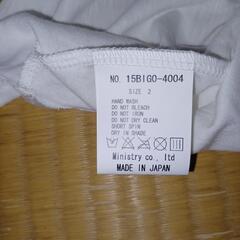 NO. 15BIGO-4004
SIZE 2
HAND WASH
DO NOT BLEACH
DO NOT IRON
DO NOT DRY CLEAN
SHORT SPIN
DRY IN SHADE
Ministry co., ltd
MADE IN JAPAN